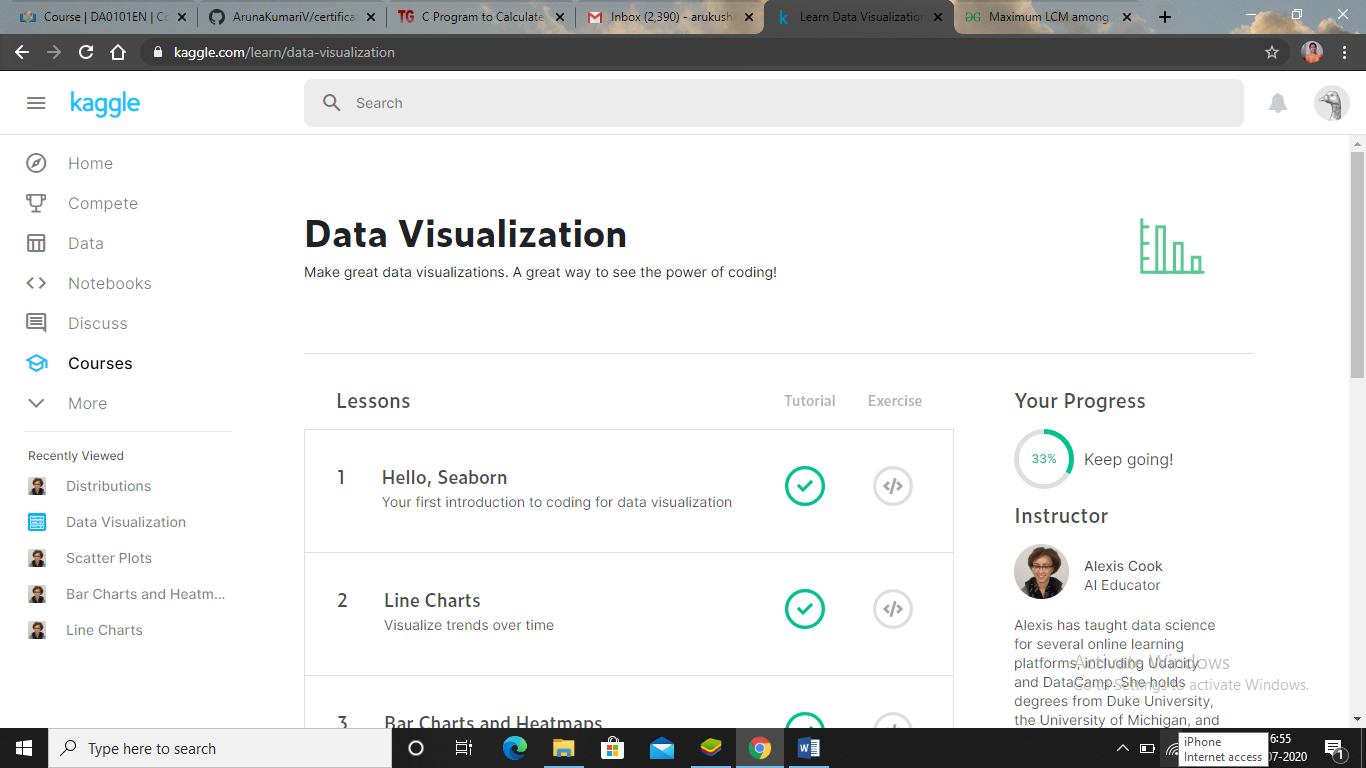 Course | DA0101EN | Co
ArunaKumariV/certifica
TG C Program to Calculate
Inbox (2,390) - arukushi
Learn Data Visualization
Maximum LCM among
kaggle.com/learn/data-visualization
kaggle
Search
Home
Compete
Data
Notebooks
Discuss
Courses
More
Recently Viewed
Distributions
Data Visualization
Scatter Plots
Bar Charts and Heatm...
Line Charts
Data Visualization
Make great data visualizations. A great way to see the power of coding!
Lessons
Tutorial
Exercise
1 Hello, Seaborn
Your first introduction to coding for data visualization
2 Line Charts
Visualize trends over time
3 Bar Charts and Heatmaps
Your Progress
33% Keep going!
Instructor
Alexis Cook
AI Educator
Alexis has taught data science
for several online learning
platforms, including Udacity
and DataCamp. She holds
degrees from Duke University,
the University of Michigan, and
Activate Windows
Go to Settings to activate Windows.
Type here to search
iPhone
Internet access
6:55
07-2020
1